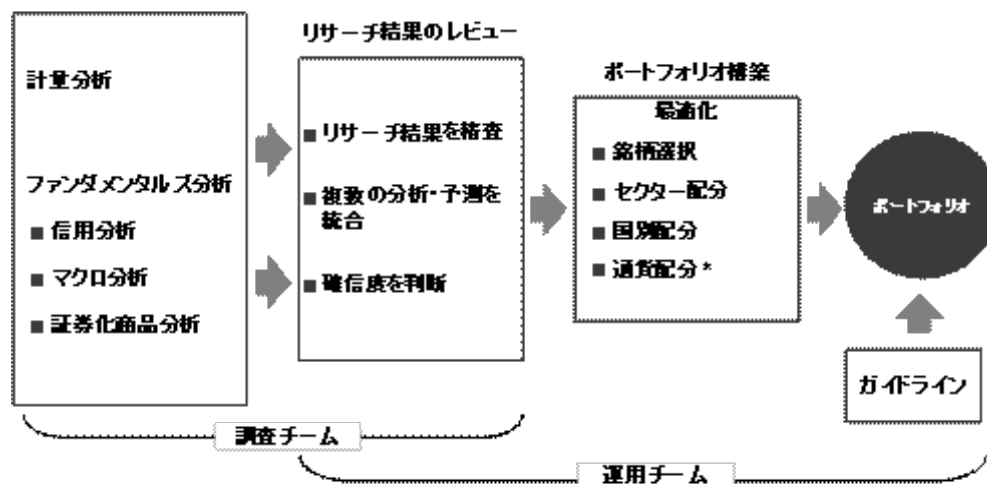 計量分析
ファンダメンタルズ分析
■ 信用分析
■ マクロ分析
■ 証券化商品分析
リサーチ結果のレビュー
■ リサーチ結果を精査
■ 複数の分析・予測を
統合
■ 確信度を判断
ポートフォリオ構築
最適化
■ 銘柄選択
■ セクター配分
■ 国別配分
■ 通貨配分*
ポートフォリオ
ガイドライン
調査チーム
運用チーム